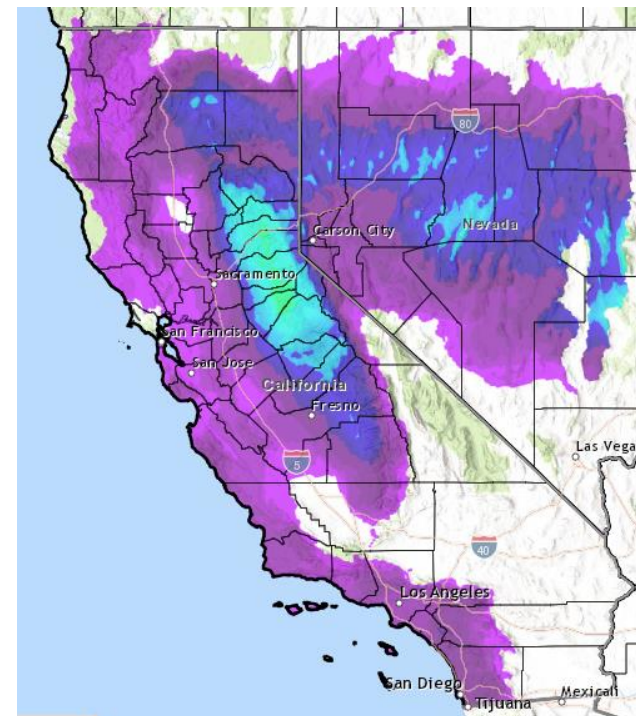 80
Nevada
Carson City
Sacramento
San Francisco
San Jose
California
Fresno
5
Las Vega
40
Los Angeles
San Diego
Mexicali
Tijuana